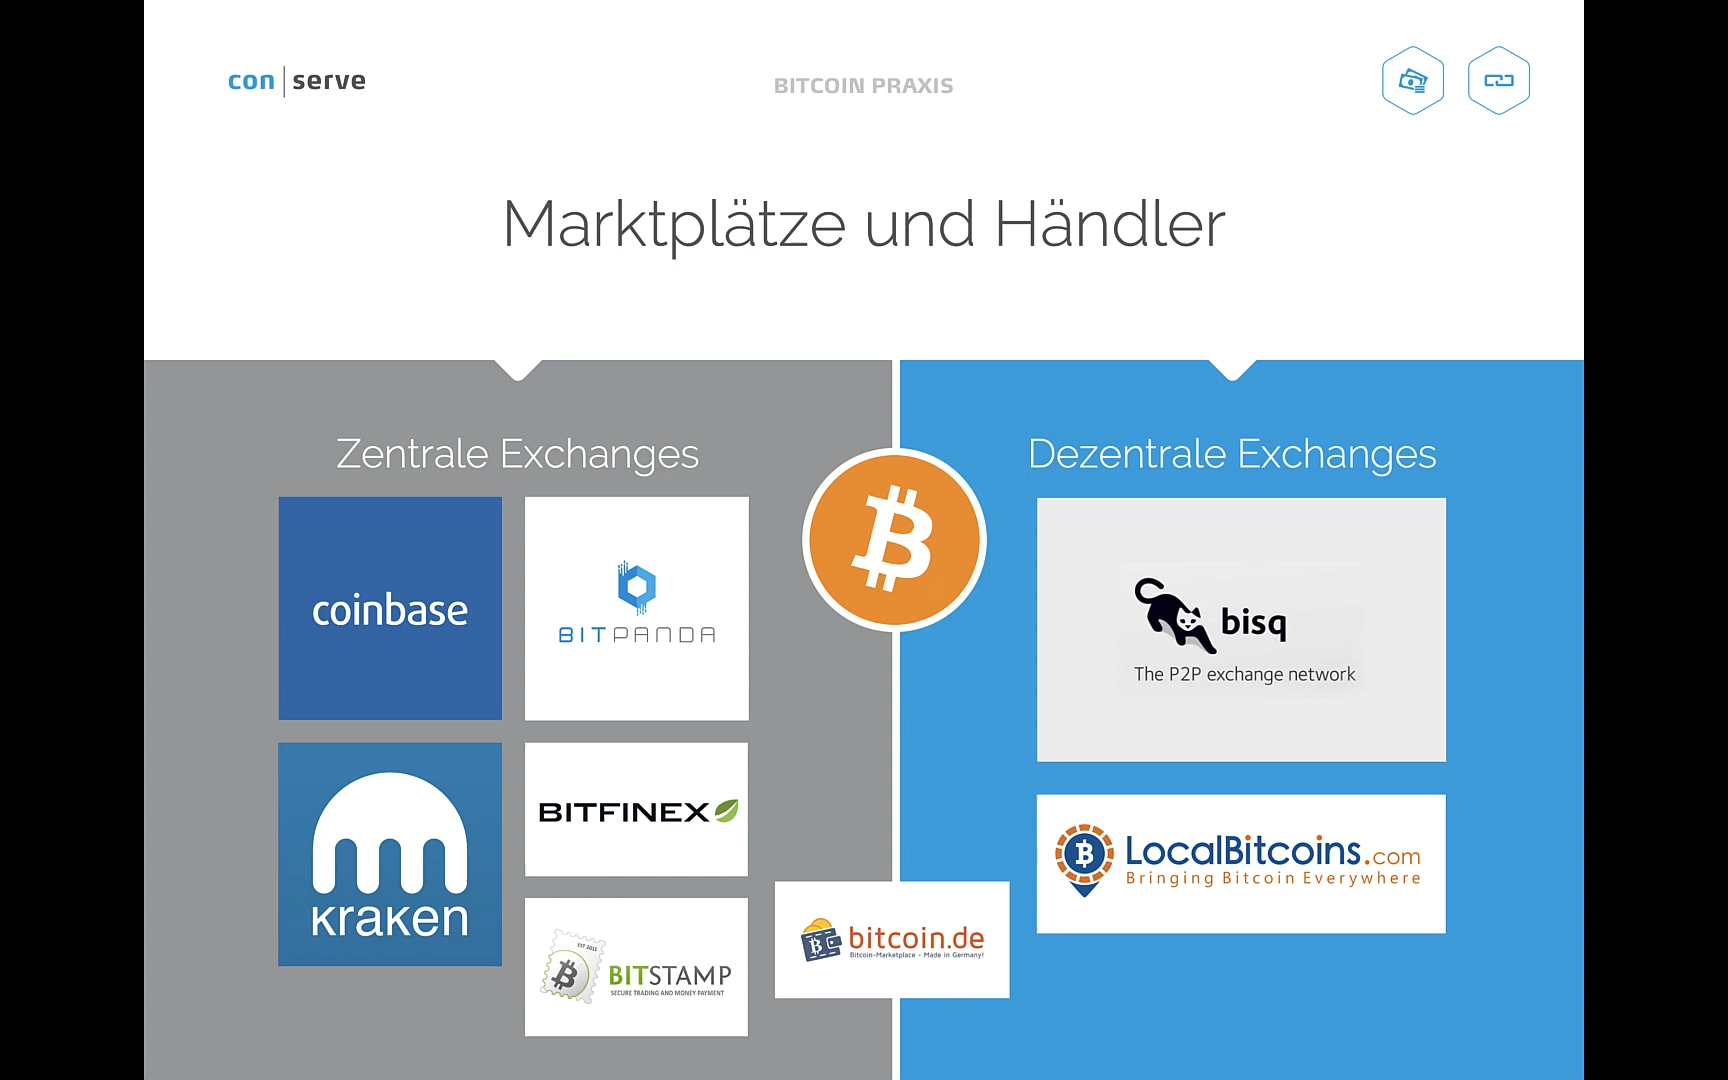 con|serve
BITCOIN PRAXIS
Marktplätze und Händler
Zentrale Exchanges
coinbase
BITPANDA
kraken
BITFINEX
EST 2011
BITSTAMP
SECURE TRADING AND MONEY PAYMENT
bitcoin.de
Bitcoin-Marketplace - Made in Germany!
Dezentrale Exchanges
bisq
The P2P exchange network
LocalBitcoins.com
Bringing Bitcoin Everywhere